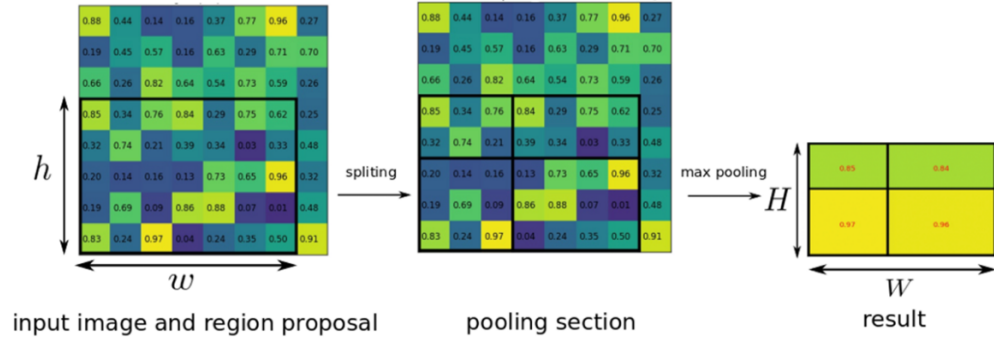 0.88 0.44 0.14 0.16 0.37 0.77 0.96 0.27
0.19 0.45 0.57 0.16 0.63 0.29 0.71 0.70
0.66 0.26 0.82 0.64 0.54 0.73 0.59 0.26
0.85 0.34 0.76 0.84 0.29 0.75 0.62 0.25
0.32 0.74 0.21 0.39 0.34 0.03 0.33 0.48
0.20 0.14 0.16 0.13 0.73 0.65 0.96 0.32
0.19 0.69 0.09 0.86 0.88 0.07 0.01 0.48
0.83 0.24 0.97 0.04 0.24 0.35 0.50 0.91
h
w
input image and region proposal
spliting
0.88 0.44 0.14 0.16 0.37 0.77 0.96 0.27
0.19 0.45 0.57 0.16 0.63 0.29 0.71 0.70
0.66 0.26 0.82 0.64 0.54 0.73 0.59 0.26
0.85 0.34 0.76 0.84 0.29 0.75 0.62 0.25
0.32 0.74 0.21 0.39 0.34 0.03 0.33 0.48
0.20 0.14 0.16 0.13 0.73 0.65 0.96 0.32
0.19 0.69 0.09 0.86 0.88 0.07 0.01 0.48
0.83 0.24 0.97 0.04 0.24 0.35 0.50 0.91
pooling section
max pooling
H
0.85 0.84
0.97 0.96
W
result